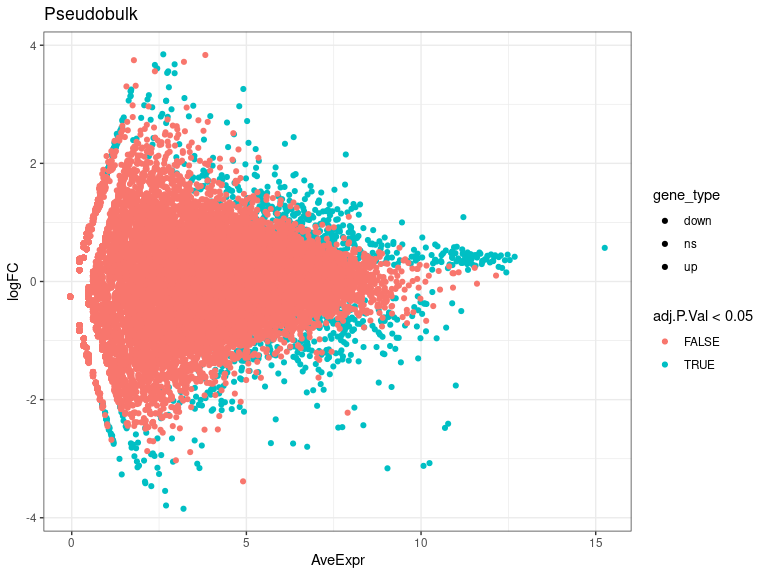 Pseudobulk
4
2
0
-2
-4
logFC
0
5
10
15
AveExpr
gene_type
down
ns
up
adj.P.Val < 0.05
FALSE
TRUE